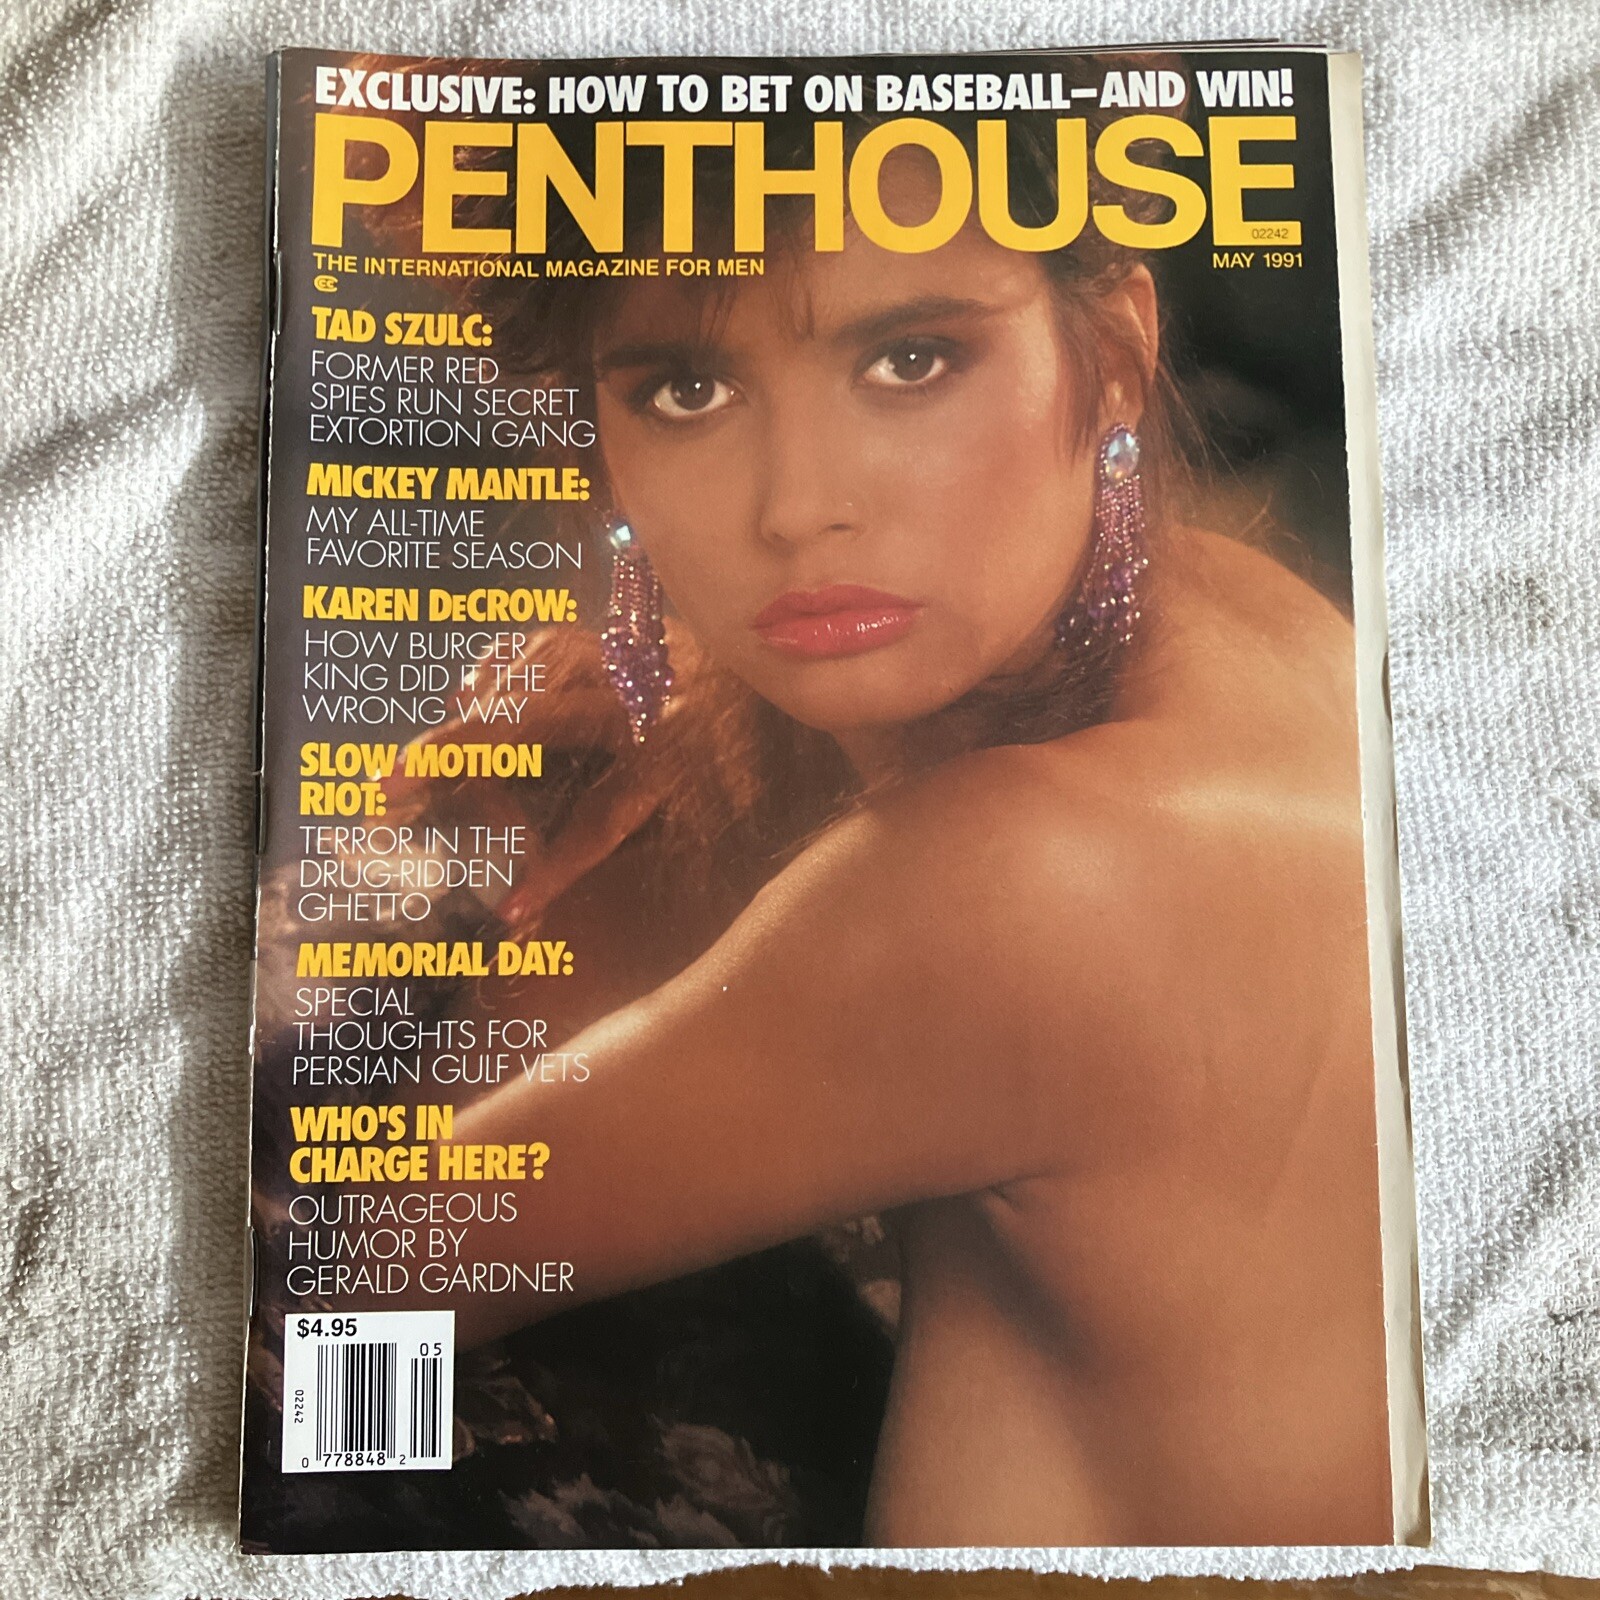 EXCLUSIVE: HOW TO BET ON BASEBALL–AND WIN!
PENTHOUSE
02242
THE INTERNATIONAL MAGAZINE FOR MEN
MAY 1991
TAD SZULC:
FORMER RED
SPIES RUN SECRET
EXTORTION GANG
MICKEY MANTLE:
MY ALL-TIME
FAVORITE SEASON
KAREN DeCROW:
HOW BURGER
KING DID IT THE
WRONG WAY
SLOW MOTION
RIOT:
TERROR IN THE
DRUG-RIDDEN
GHETTO
MEMORIAL DAY:
SPECIAL
THOUGHTS FOR
PERSIAN GULF VETS
WHO'S IN
CHARGE HERE?
OUTRAGEOUS
HUMOR BY
GERALD GARDNER
$4.95
05
02242
0 778848 2